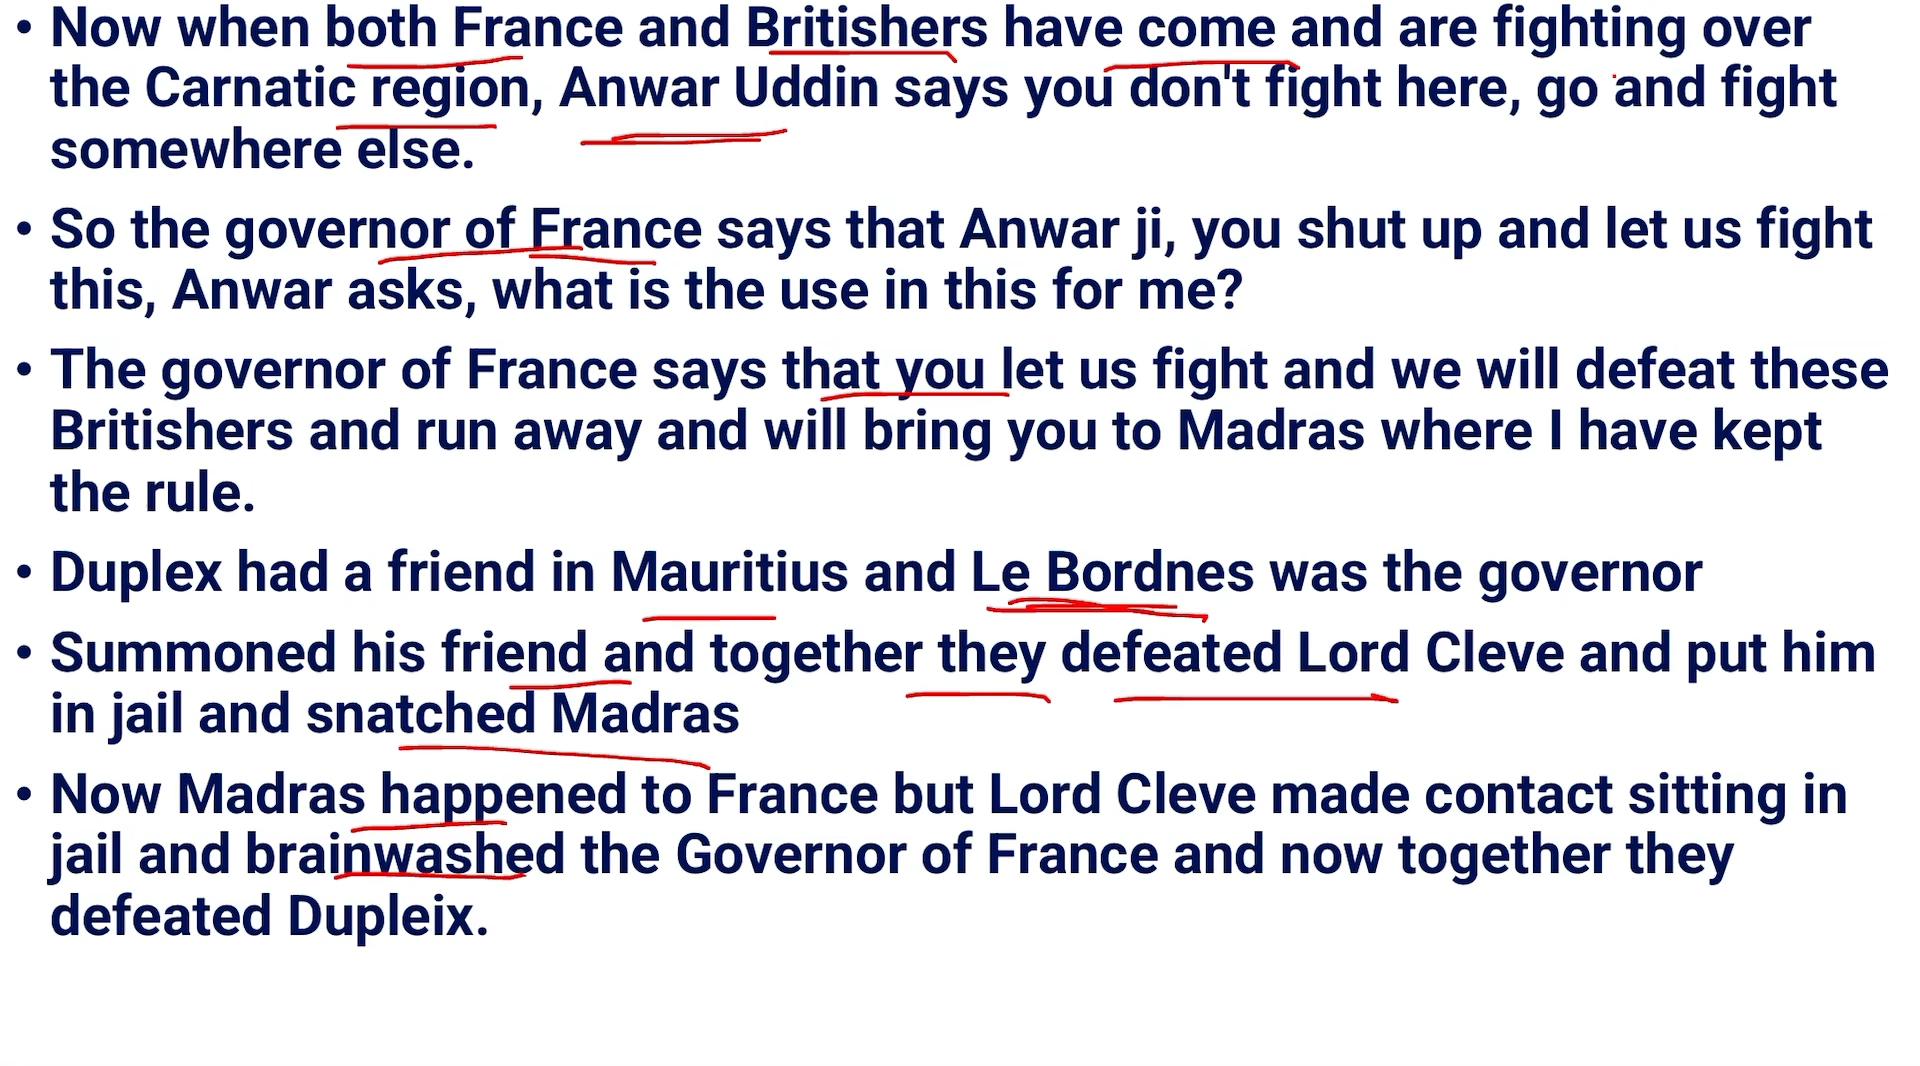 • Now when both France and Britishers have come and are fighting over
the Carnatic region, Anwar Uddin says you don't fight here, go and fight
somewhere else.
• So the governor of France says that Anwar ji, you shut up and let us fight
this, Anwar asks, what is the use in this for me?
• The governor of France says that you let us fight and we will defeat these
Britishers and run away and will bring you to Madras where I have kept
the rule.
• Duplex had a friend in Mauritius and Le Bordnes was the governor
• Summoned his friend and together they defeated Lord Cleve and put him
in jail and snatched Madras
• Now Madras happened to France but Lord Cleve made contact sitting in
jail and brainwashed the Governor of France and now together they
defeated Dupleix.